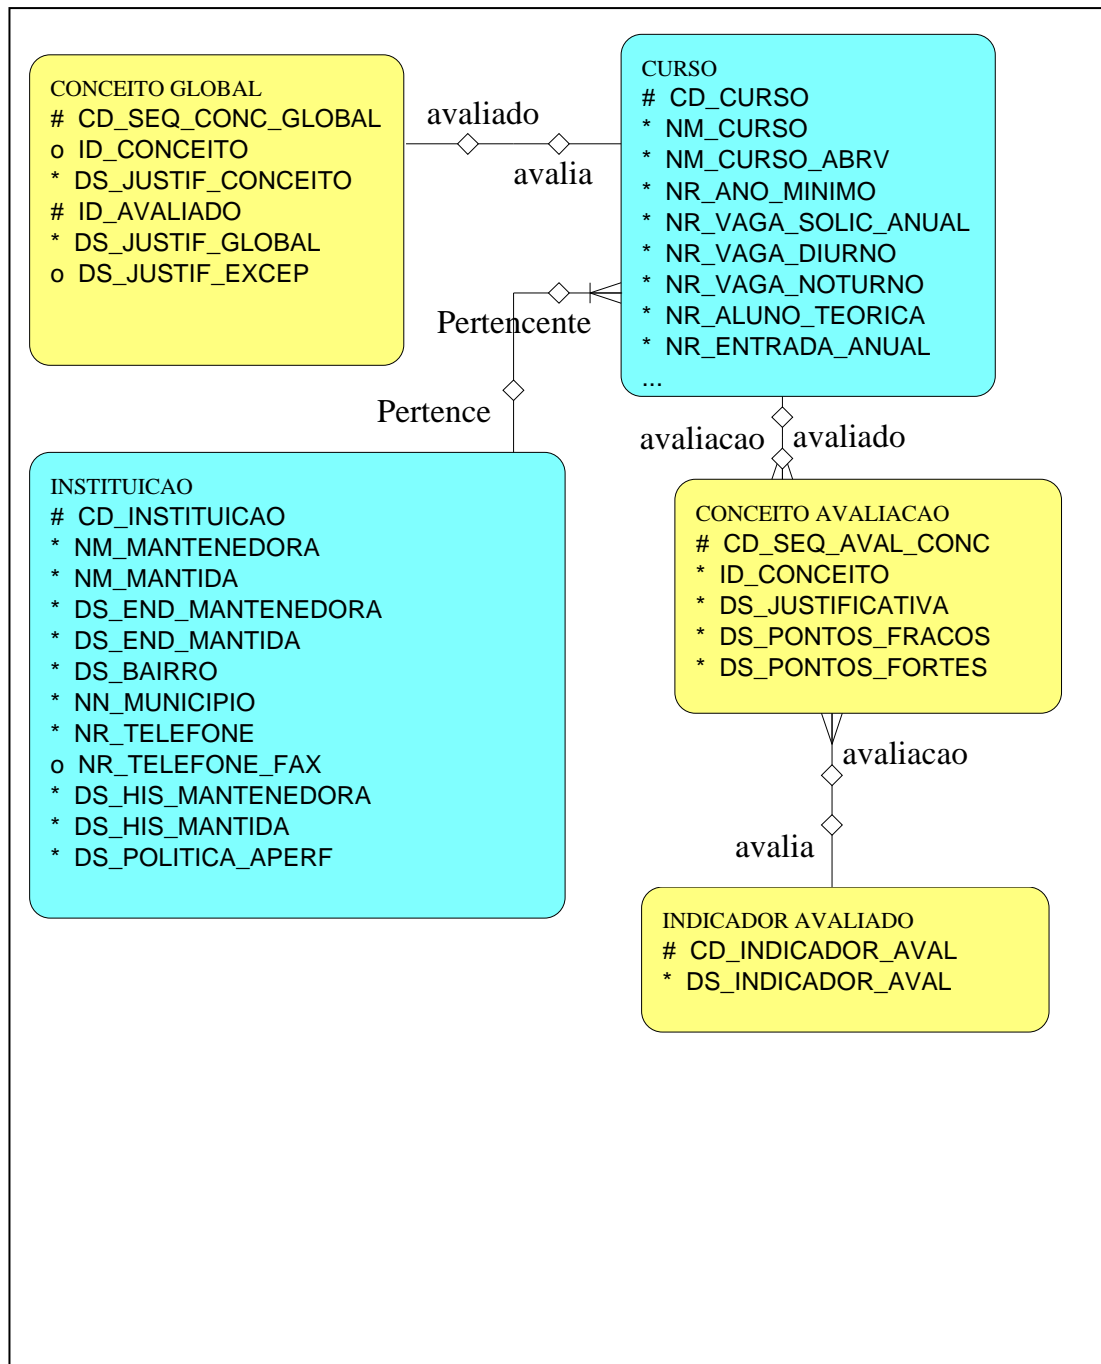 CONCEITO GLOBAL
# CD_SEQ_CONC_GLOBAL
o ID_CONCEITO
* DS_JUSTIF_CONCEITO
# ID_AVALIADO
* DS_JUSTIF_GLOBAL
o DS_JUSTIF_EXCEP
avaliado
avalia
CURSO
# CD_CURSO
* NM_CURSO
* NM_CURSO_ABRV
* NR_ANO_MINIMO
* NR_VAGA_SOLIC_ANUAL
* NR_VAGA_DIURNO
* NR_VAGA_NOTURNO
* NR_ALUNO_TEORICA
* NR_ENTRADA_ANUAL
...
Pertencente
Pertence
avaliacao
avaliado
INSTITUICAO
# CD_INSTITUICAO
* NM_MANTENEDORA
* NM_MANTIDA
* DS_END_MANTENEDORA
* DS_END_MANTIDA
* DS_BAIRRO
* NN_MUNICIPIO
* NR_TELEFONE
o NR_TELEFONE_FAX
* DS_HIS_MANTENEDORA
* DS_HIS_MANTIDA
* DS_POLITICA_APERF
CONCEITO AVALIACAO
# CD_SEQ_AVAL_CONC
* ID_CONCEITO
* DS_JUSTIFICATIVA
* DS_PONTOS_FRACOS
* DS_PONTOS_FORTES
avaliacao
avalia
INDICADOR AVALIADO
# CD_INDICADOR_AVAL
* DS_INDICADOR_AVAL